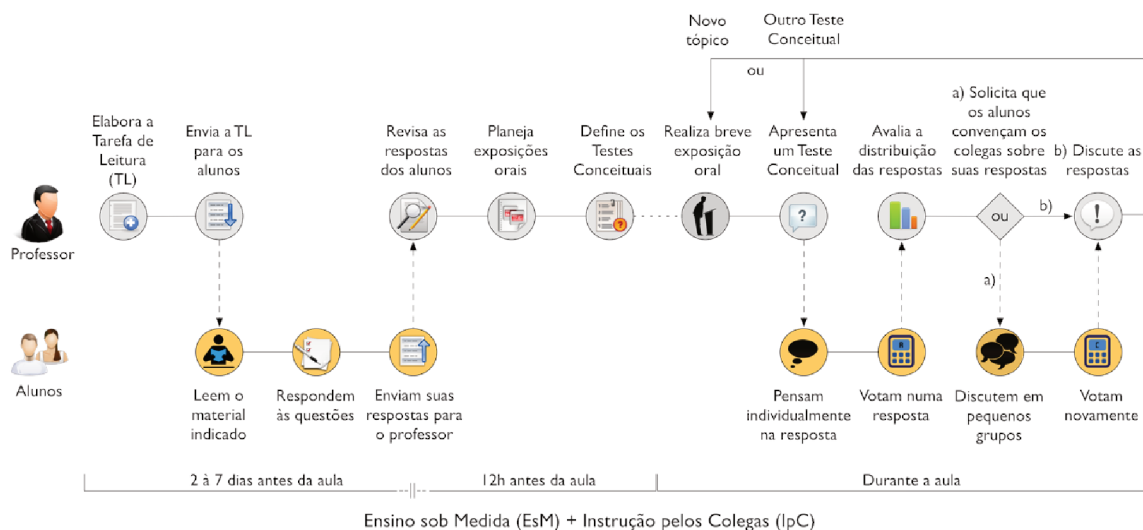 Novo
tópico
Outro Teste
Conceitual
ou
Elabora a
Tarefa de
Leitura
(TL)
Envia a TL
para os
alunos
Revisa as
respostas
dos alunos
Planeja
exposições
orais
Define os
Testes
Conceituais
Realiza breve
exposição
oral
Apresenta
um Teste
Conceitual
Avalia a
distribuição
das respostas
a) Solicita que
os alunos
convençam os
colegas sobre
suas respostas
b) Discute as
respostas
Professor
?
ou
b)
!
a)
A
C
Alunos
Leem o
material
indicado
Respondem
às questões
Enviam suas
respostas para
o professor
Pensam
individualmente
na resposta
Votam numa
resposta
Discutem em
pequenos
grupos
Votam
novamente
2 à 7 dias antes da aula
12h antes da aula
Durante a aula
Ensino sob Medida (EsM) + Instrução pelos Colegas (IpC)